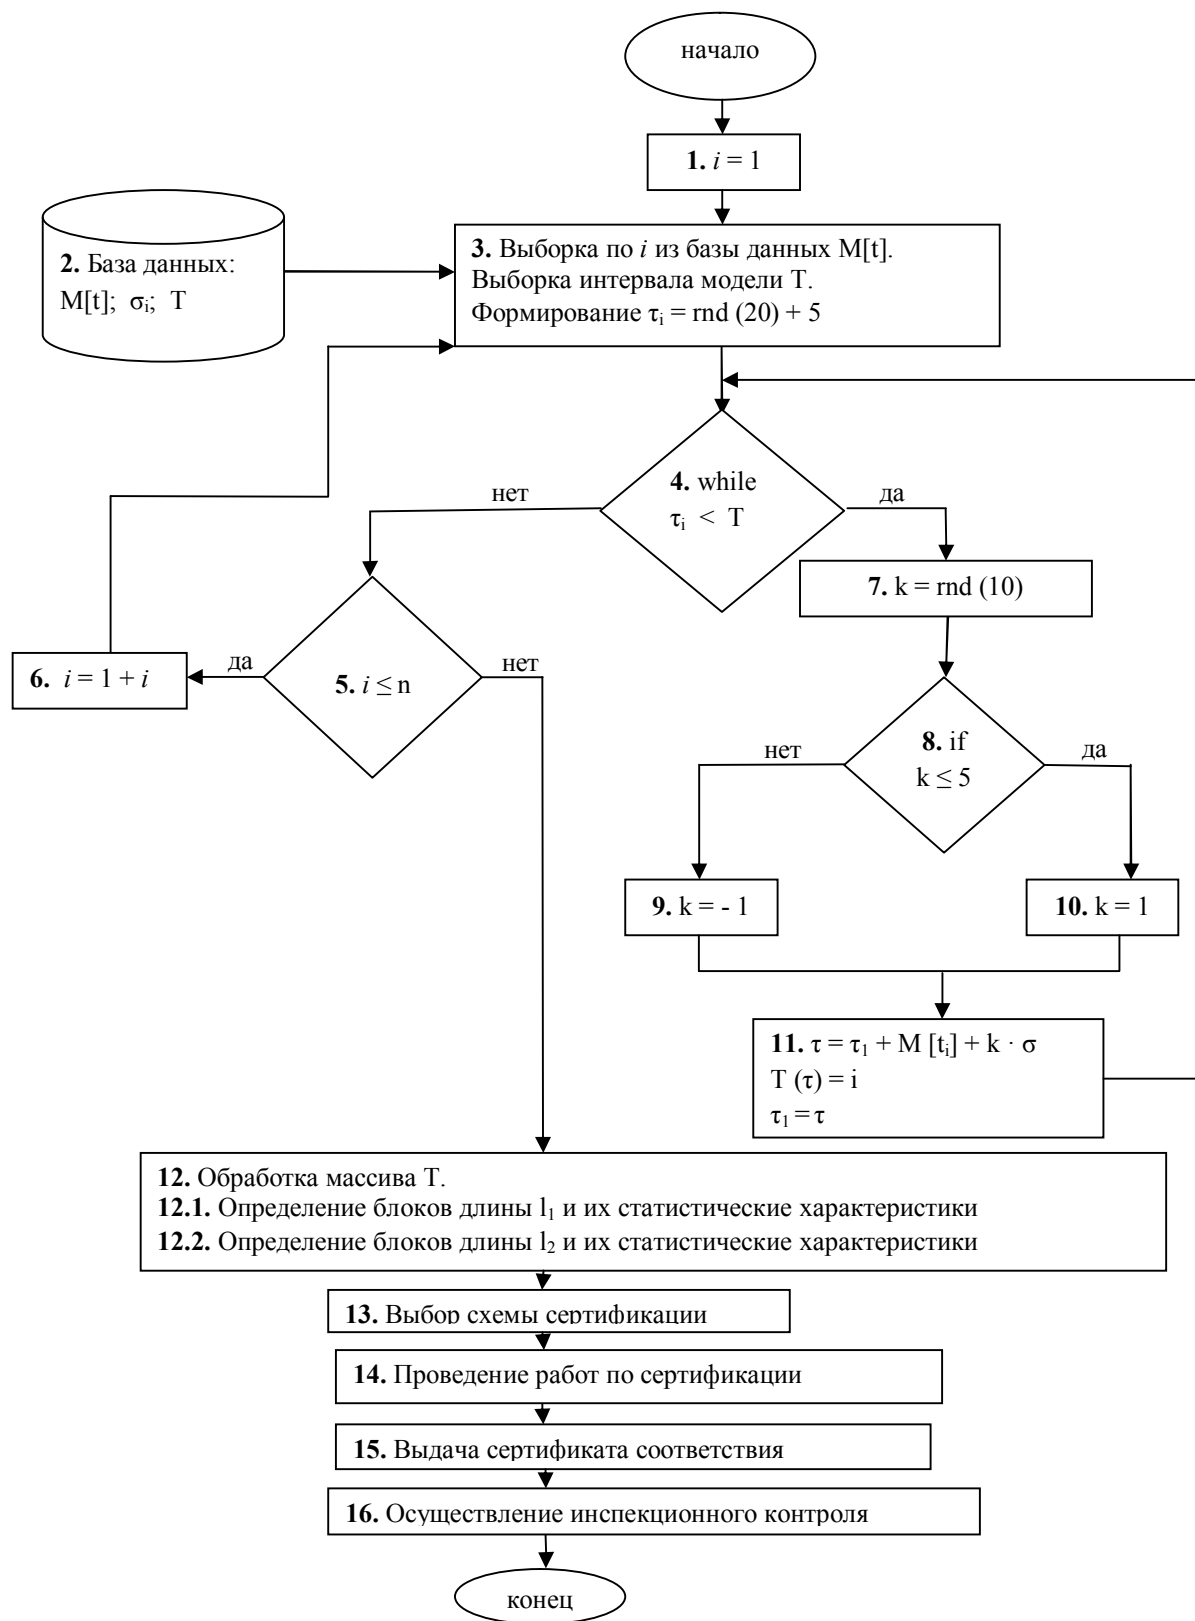 начало
1. i = 1
2. База данных:
M[t]; σi; T
3. Выборка по i из базы данных M[t].
Выборка интервала модели T.
Формирование τi = rnd (20) + 5
4. while
τi < T
нет
да
5. i ≤ n
да
нет
6. i = 1 + i
7. k = rnd (10)
8. if
k ≤ 5
нет
да
9. k = - 1
10. k = 1
11. τ = τ1 + M [ti] + k · σ
T (τ) = i
τ1 = τ
12. Обработка массива T.
12.1. Определение блоков длины l1 и их статистические характеристики
12.2. Определение блоков длины l2 и их статистические характеристики
13. Выбор схемы сертификации
14. Проведение работ по сертификации
15. Выдача сертификата соответствия
16. Осуществление инспекционного контроля
конец